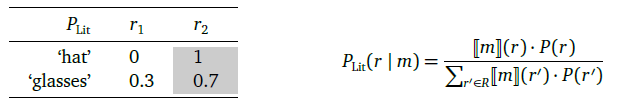 P_Lit r_1 r_2
‘hat’ 0 1
‘glasses’ 0.3 0.7
P_Lit(r | m) = ⟦m⟧(r) · P(r) / ∑_{r′∈R}⟦m⟧(r′) · P(r′)